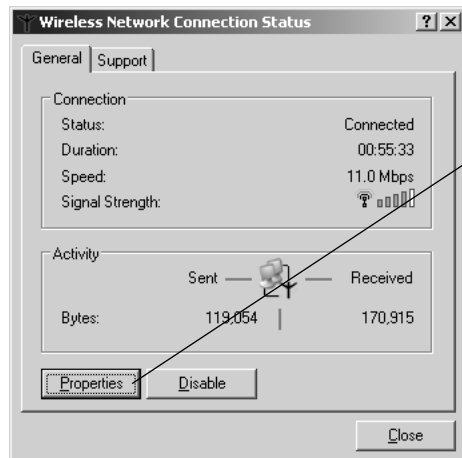 Wireless Network Connection Status
General Support
Connection
Status: Connected
Duration: 00:55:33
Speed: 11.0 Mbps
Signal Strength:
Activity
Sent Received
Bytes: 119,054 170,915
Properties Disable
Close